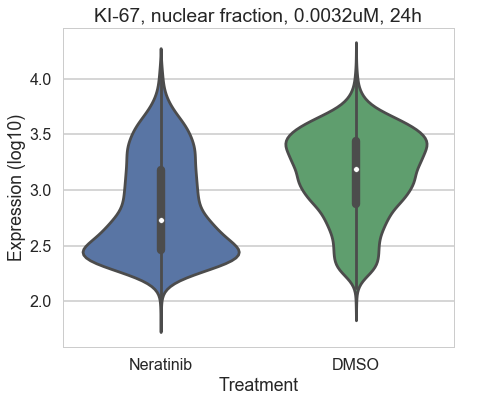 KI-67, nuclear fraction, 0.0032uM, 24h
Expression (log10)
4.0
3.5
3.0
2.5
2.0
Neratinib DMSO
Treatment